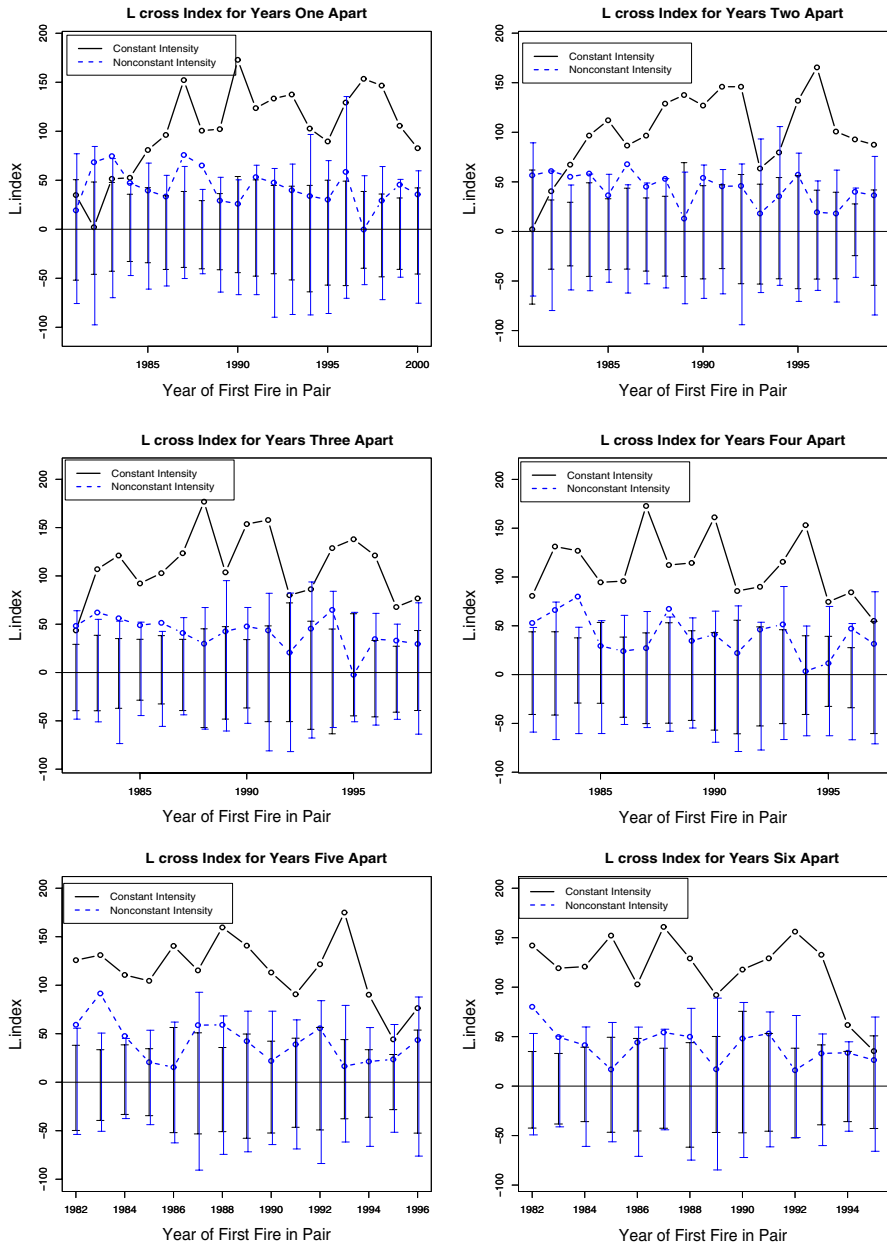 L cross Index for Years One Apart
Constant Intensity
Nonconstant Intensity
L.index
200
150
100
50
0
−50
−100
1985 1990 1995 2000
Year of First Fire in Pair
L cross Index for Years Two Apart
Constant Intensity
Nonconstant Intensity
L.index
200
150
100
50
0
−50
−100
1985 1990 1995
Year of First Fire in Pair
L cross Index for Years Three Apart
Constant Intensity
Nonconstant Intensity
L.index
200
150
100
50
0
−50
−100
1985 1990 1995
Year of First Fire in Pair
L cross Index for Years Four Apart
Constant Intensity
Nonconstant Intensity
L.index
200
150
100
50
0
−50
−100
1985 1990 1995
Year of First Fire in Pair
L cross Index for Years Five Apart
Constant Intensity
Nonconstant Intensity
L.index
200
150
100
50
0
−50
−100
1982 1984 1986 1988 1990 1992 1994 1996
Year of First Fire in Pair
L cross Index for Years Six Apart
Constant Intensity
Nonconstant Intensity
L.index
200
150
100
50
0
−50
−100
1982 1984 1986 1988 1990 1992 1994
Year of First Fire in Pair